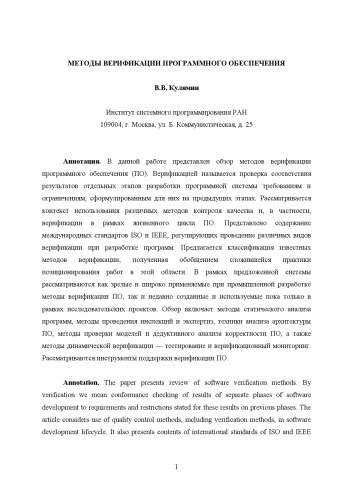 МЕТОДЫ ВЕРИФИКАЦИИ ПРОГРАММНОГО ОБЕСПЕЧЕНИЯ
В.В. Кулямин
Институт системного программирования РАН
109004, г. Москва, ул. Б. Коммунистическая, д. 25
Аннотация. В данной работе представлен обзор методов верификации
программного обеспечения (ПО). Верификацией называется проверка соответствия
результатов отдельных этапов разработки программной системы требованиям и
ограничениям, сформулированным для них на предыдущих этапах. Рассматривается
контекст использования различных методов контроля качества и, в частности,
верификации в рамках жизненного цикла ПО. Представлено содержание
международных стандартов ISO и IEEE, регулирующих проведение различных видов
верификации при разработке программ. Предлагается классификация известных
методов верификации, полученная обобщением сложившейся практики
позиционирования работ в этой области. В рамках предложенной системы
рассматриваются как зрелые и широко применяемые при промышленной разработке
методы верификации ПО, так и недавно созданные и используемые пока только в
рамках исследовательских проектов. Обзор включает методы статического анализа
программ, методы проведения инспекций и экспертиз, техники анализа архитектуры
ПО, методы проверки моделей и дедуктивного анализа корректности ПО, а также
методы динамической верификации — тестирование и верификационный мониторинг.
Рассматриваются инструменты поддержки верификации ПО.
Annotation. The paper presents review of software verification methods. By
verification we mean conformance checking of results of separate phases of software
development to requirements and restrictions stated for these results on previous phases. The
article considers use of quality control methods, including verification methods, in software
development lifecycle. It also presents contents of international standards of ISO and IEEE
1